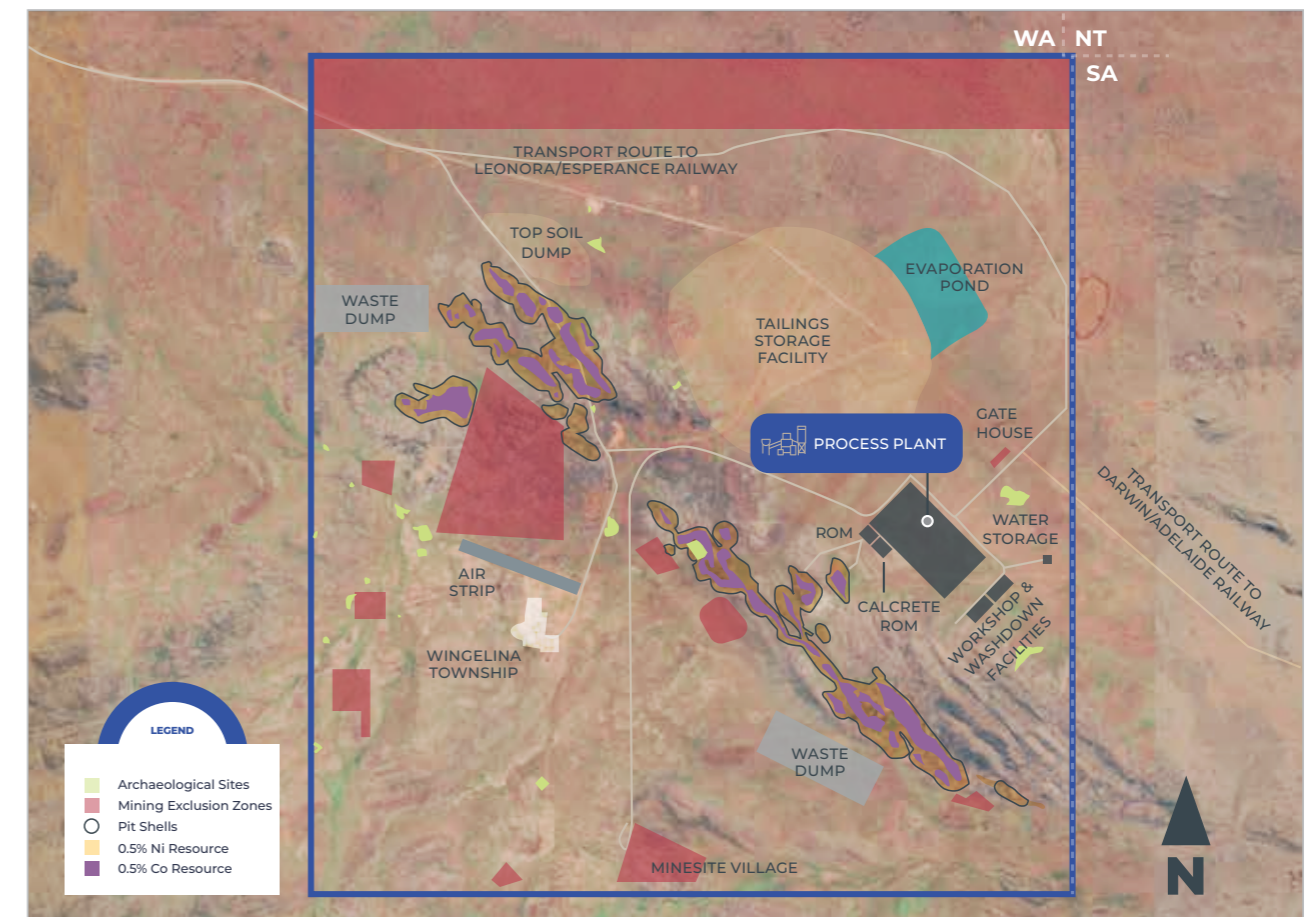 WA NT
SA
TRANSPORT ROUTE TO
LEONORA/ESPERANCE RAILWAY
TOP SOIL
DUMP
EVAPORATION
POND
WASTE
DUMP
TAILINGS
STORAGE
FACILITY
GATE
HOUSE
PROCESS PLANT
TRANSPORT ROUTE TO
DARWIN/ADELAIDE RAILWAY
ROM
WATER
STORAGE
AIR
STRIP
CALCRETE
ROM
WORKSHOP &
WASHDOWN
FACILITIES
WINGELINA
TOWNSHIP
WASTE
DUMP
MINESITE VILLAGE
LEGEND
Archaeological Sites
Mining Exclusion Zones
Pit Shells
0.5% Ni Resource
0.5% Co Resource
N